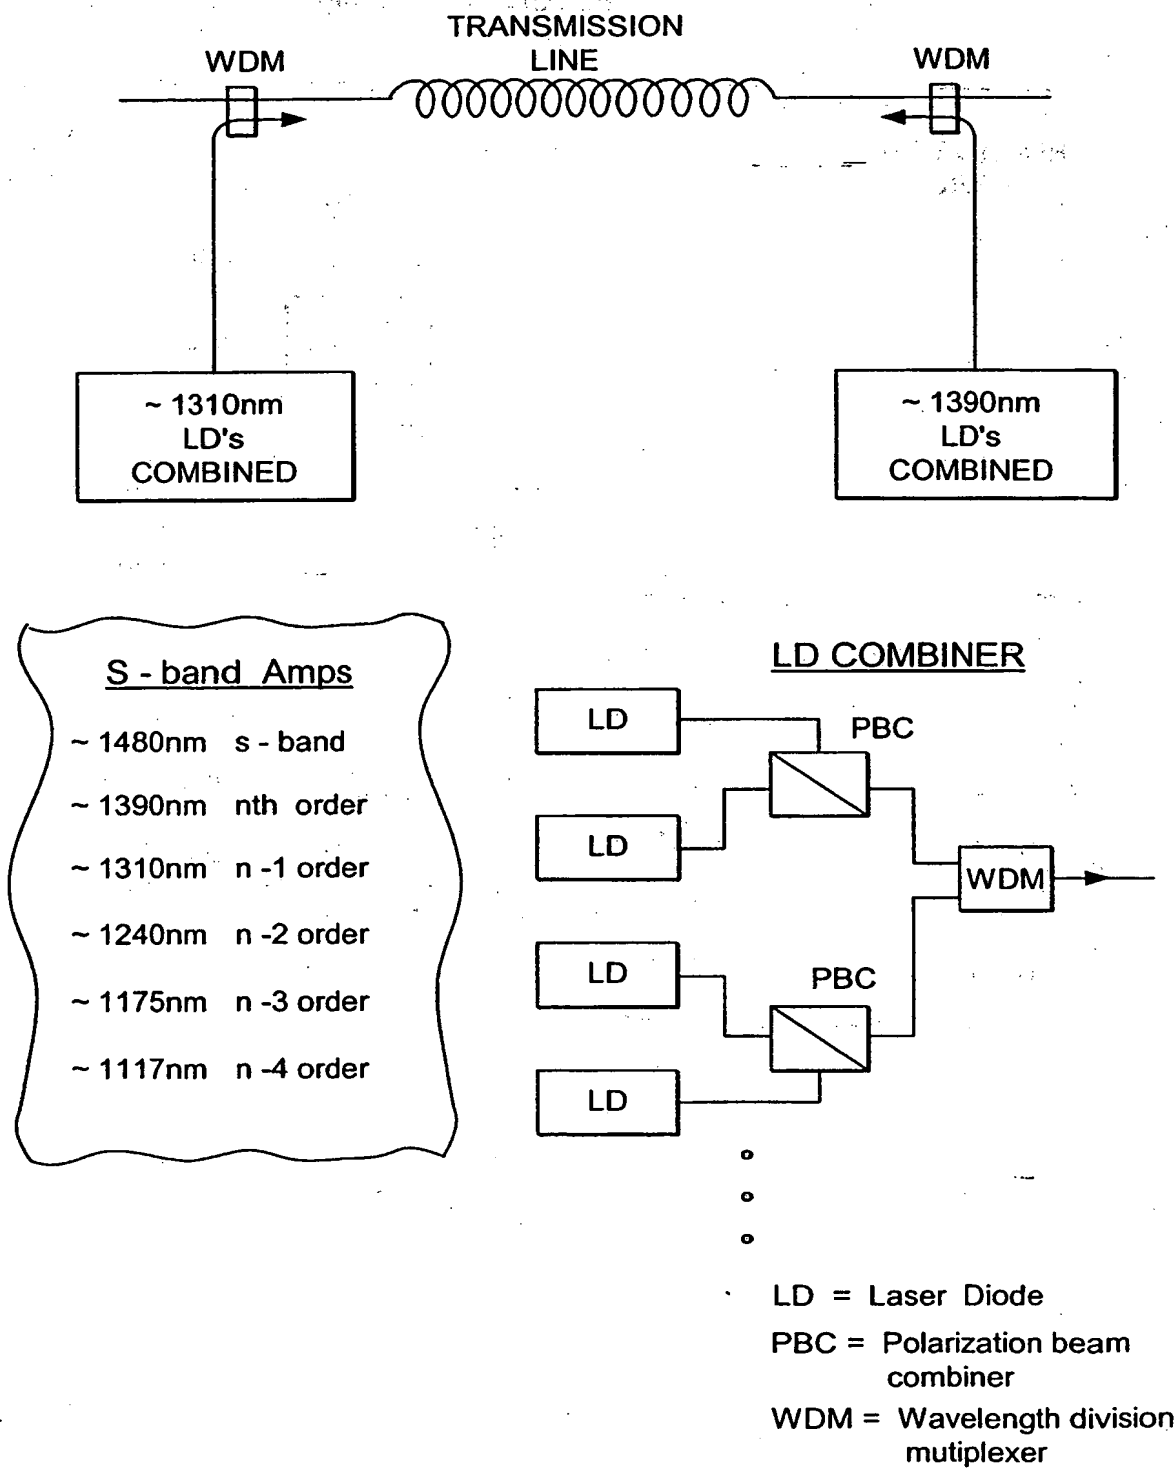 TRANSMISSION
LINE
WDM
WDM
~ 1310nm
LD's
COMBINED
~ 1390nm
LD's
COMBINED
S - band Amps
~ 1480nm s - band
~ 1390nm nth order
~ 1310nm n -1 order
~ 1240nm n -2 order
~ 1175nm n -3 order
~ 1117nm n -4 order
LD COMBINER
LD
PBC
LD
WDM
LD
PBC
LD
LD = Laser Diode
PBC = Polarization beam
combiner
WDM = Wavelength division
mutiplexer